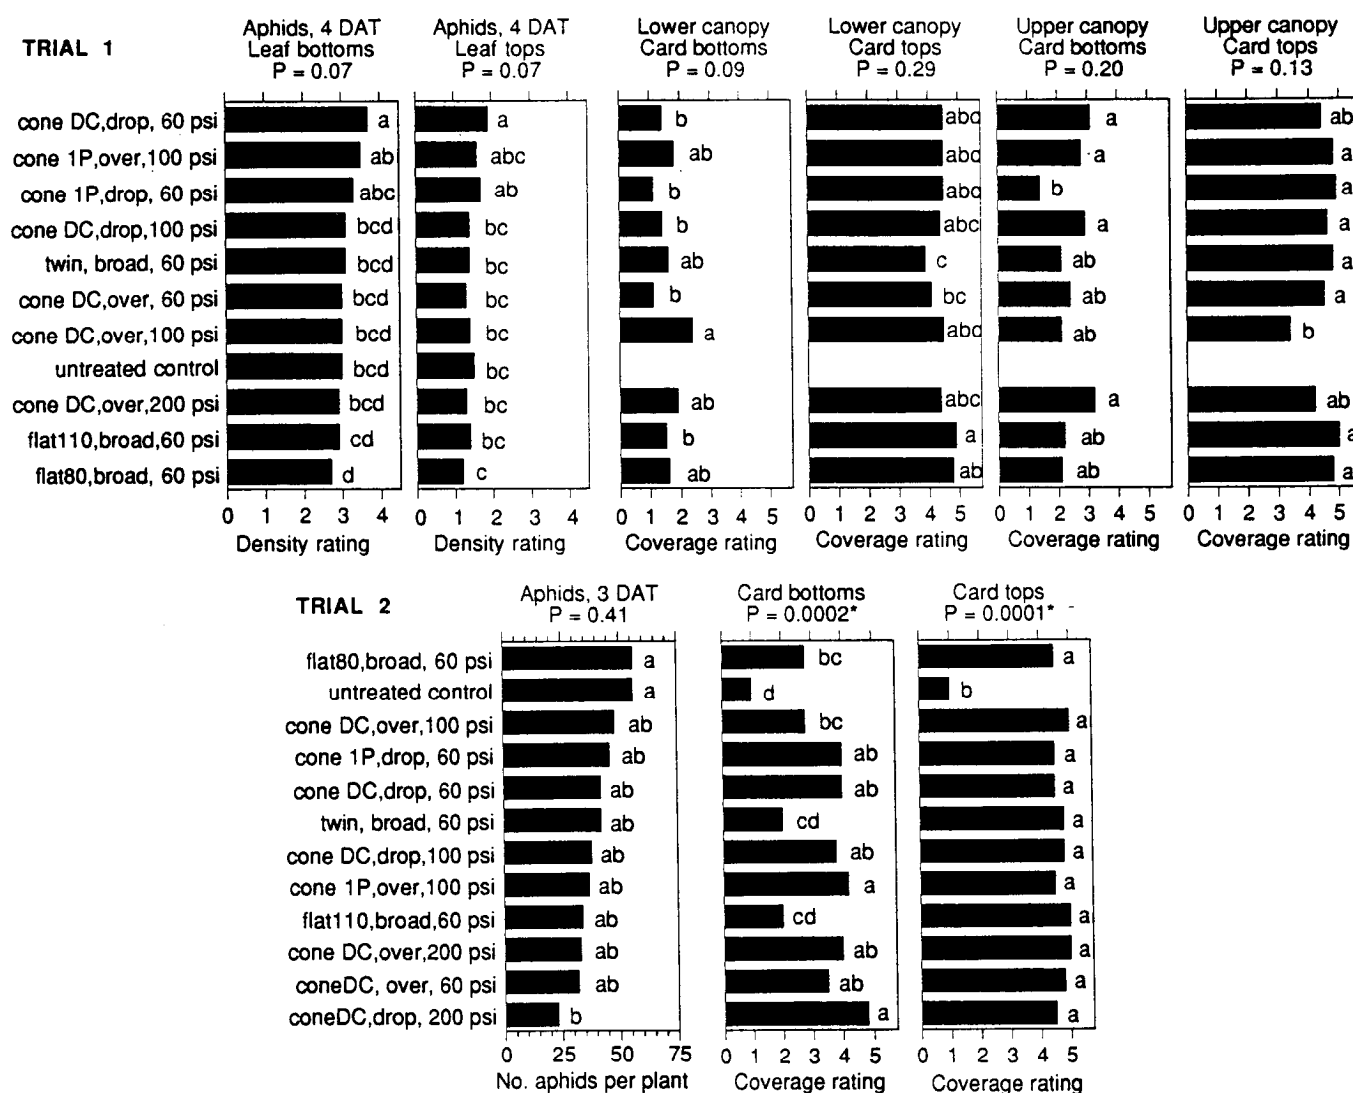 TRIAL 1
Aphids, 4 DAT
Leaf bottoms
P = 0.07
Aphids, 4 DAT
Leaf tops
P = 0.07
Lower canopy
Card bottoms
P = 0.09
Lower canopy
Card tops
P = 0.29
Upper canopy
Card bottoms
P = 0.20
Upper canopy
Card tops
P = 0.13
cone DC,drop, 60 psi a a b abc a ab
cone 1P,over,100 psi ab abc ab abc a a
cone 1P,drop, 60 psi abc ab b abc b a
cone DC,drop,100 psi bcd bc b abc a a
twin, broad, 60 psi bcd bc ab c ab a
cone DC,over, 60 psi bcd bc b bc ab a
cone DC,over,100 psi bcd bc a abc ab b
untreated control bcd bc
cone DC,over,200 psi bcd bc ab abc a ab
flat110,broad,60 psi cd bc b a ab a
flat80,broad, 60 psi d c ab ab ab a
0 1 2 3 4 0 1 2 3 4 0 1 2 3 4 5 0 1 2 3 4 5 0 1 2 3 4 5 0 1 2 3 4 5
Density rating Density rating Coverage rating Coverage rating Coverage rating Coverage rating
TRIAL 2
Aphids, 3 DAT
P = 0.41
Card bottoms
P = 0.0002*
Card tops
P = 0.0001*
flat80,broad, 60 psi a bc a
untreated control a d b
cone DC,over,100 psi ab bc a
cone 1P,drop, 60 psi ab ab a
cone DC,drop, 60 psi ab ab a
twin, broad, 60 psi ab cd a
cone DC,drop,100 psi ab ab a
cone 1P,over,100 psi ab a a
flat110,broad,60 psi ab cd a
cone DC,over,200 psi ab ab a
coneDC, over, 60 psi ab ab a
coneDC,drop, 200 psi b a a
0 25 50 75 0 1 2 3 4 5 0 1 2 3 4 5
No. aphids per plant Coverage rating Coverage rating